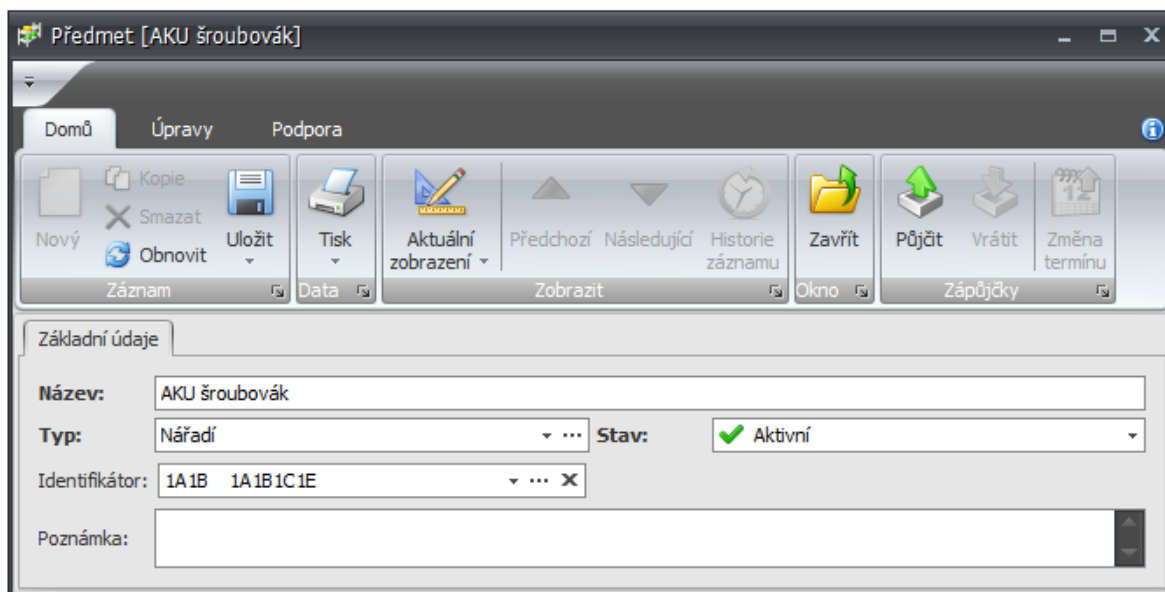 Předmet [AKU šroubovák]
Domů Úpravy Podpora
Nový
Kopie
Smazat
Obnovit
Uložit
Tisk
Aktuální
zobrazení
Předchozí
Následující
Historie
záznamu
Zavřít
Půjčit
Vrátit
12
Změna
termínu
Záznam Data Zobrazit Okno Zápůjčky
Základní údaje
Název: AKU šroubovák
Typ: Nářadí Stav: Aktivní
Identifikátor: 1A1B 1A1B1C1E
Poznámka: